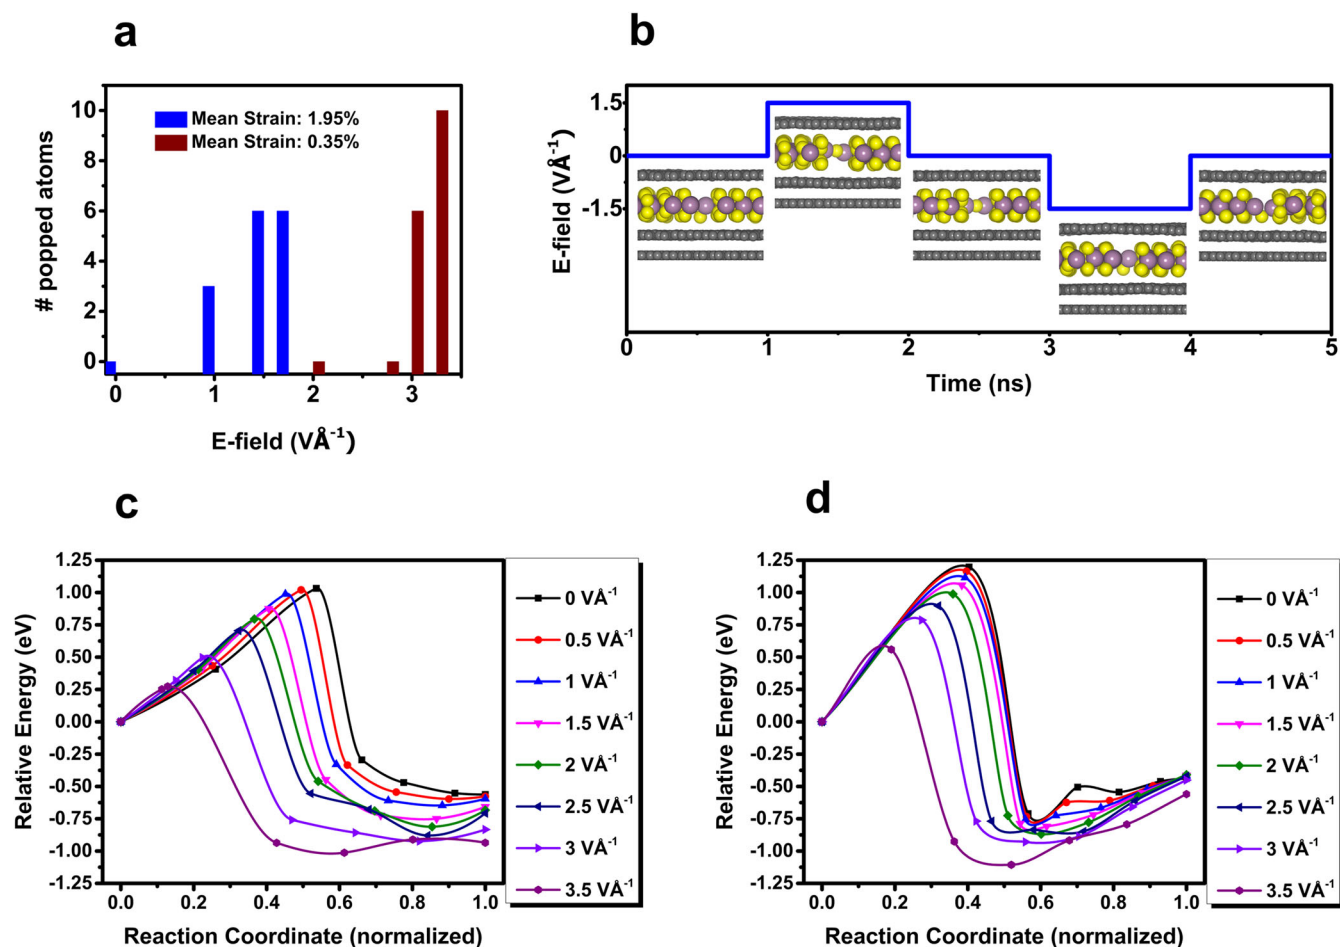 a
10
8
6
4
2
0
Mean Strain: 1.95%
Mean Strain: 0.35%
# popped atoms
0 1 2 3
E-field (VÅ⁻¹)
b
1.5
0
-1.5
E-field (VÅ⁻¹)
0 1 2 3 4 5
Time (ns)
c
1.25
1.00
0.75
0.50
0.25
0.00
-0.25
-0.50
-0.75
-1.00
-1.25
Relative Energy (eV)
0.0 0.2 0.4 0.6 0.8 1.0
Reaction Coordinate (normalized)
0 VÅ⁻¹
0.5 VÅ⁻¹
1 VÅ⁻¹
1.5 VÅ⁻¹
2 VÅ⁻¹
2.5 VÅ⁻¹
3 VÅ⁻¹
3.5 VÅ⁻¹
d
1.25
1.00
0.75
0.50
0.25
0.00
-0.25
-0.50
-0.75
-1.00
-1.25
Relative Energy (eV)
0.0 0.2 0.4 0.6 0.8 1.0
Reaction Coordinate (normalized)
0 VÅ⁻¹
0.5 VÅ⁻¹
1 VÅ⁻¹
1.5 VÅ⁻¹
2 VÅ⁻¹
2.5 VÅ⁻¹
3 VÅ⁻¹
3.5 VÅ⁻¹